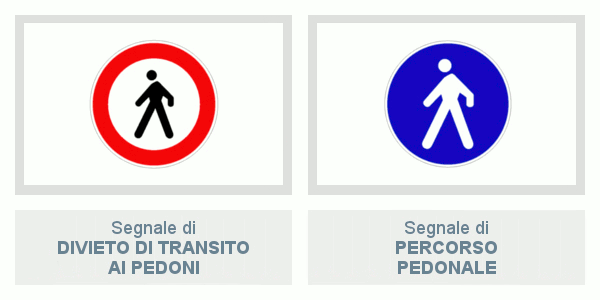 Segnale di
DIVIETO DI TRANSITO
AI PEDONI
Segnale di
PERCORSO
PEDONALE